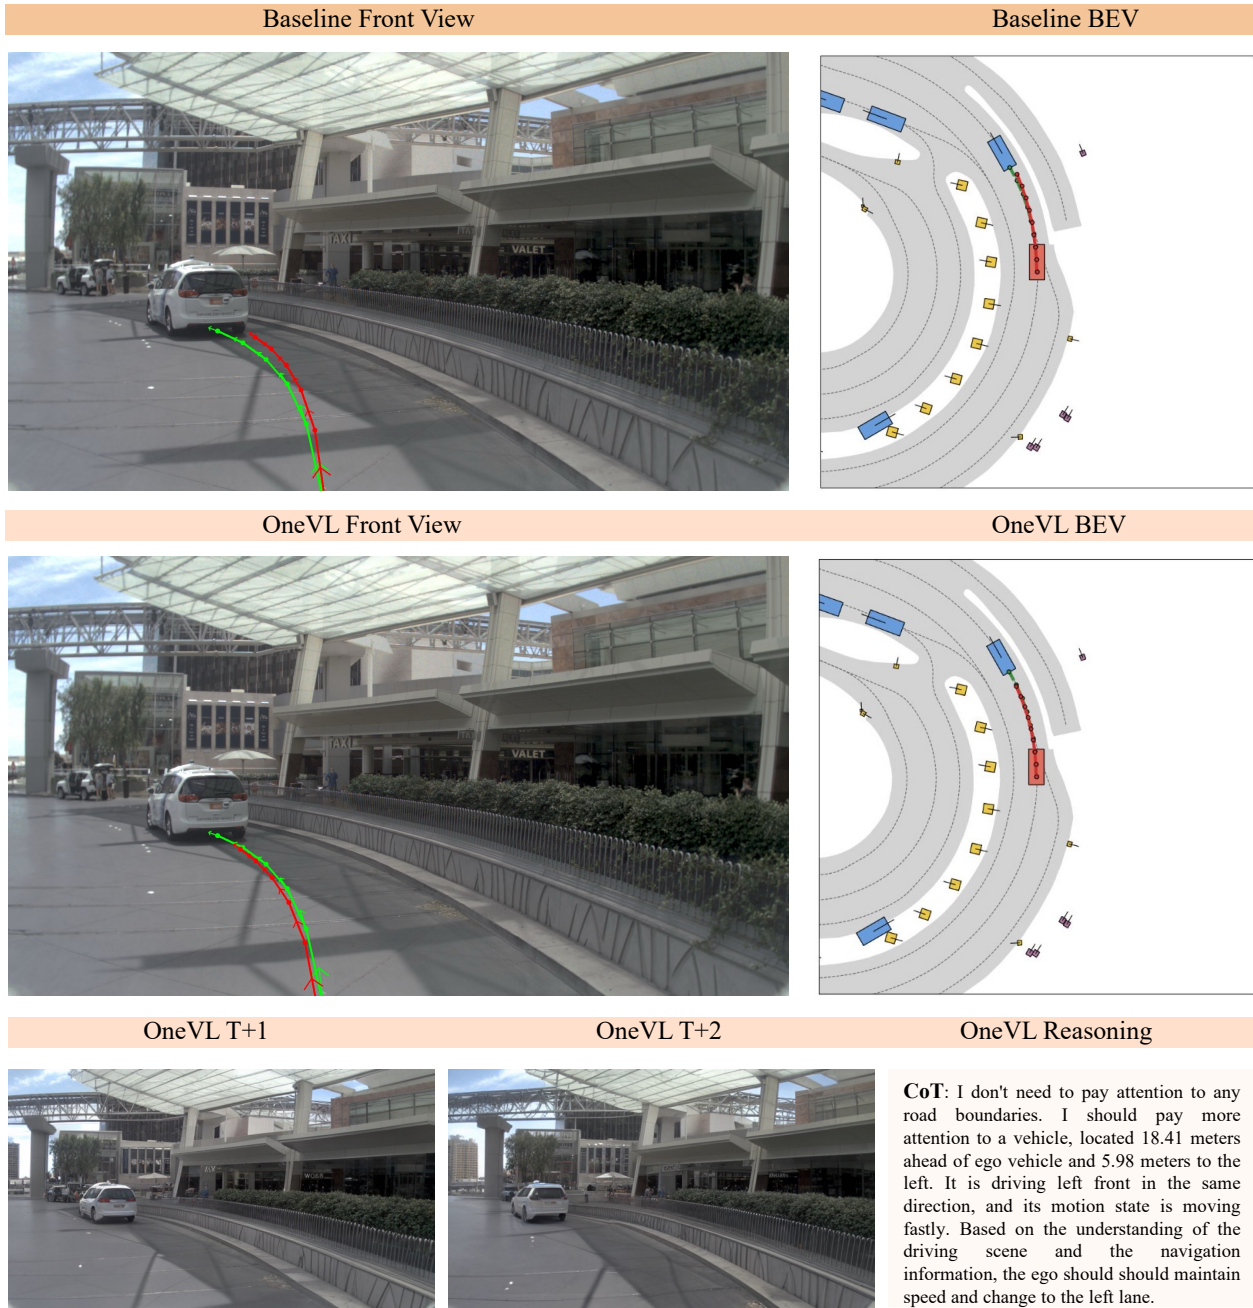 Baseline Front View
Baseline BEV
TAXI
VALET
OneVL Front View
OneVL BEV
TAXI
VALET
OneVL T+1
OneVL T+2
OneVL Reasoning
CoT: I don't need to pay attention to any
road boundaries. I should pay more
attention to a vehicle, located 18.41 meters
ahead of ego vehicle and 5.98 meters to the
left. It is driving left front in the same
direction, and its motion state is moving
fastly. Based on the understanding of the
driving scene and the navigation
information, the ego should should maintain
speed and change to the left lane.